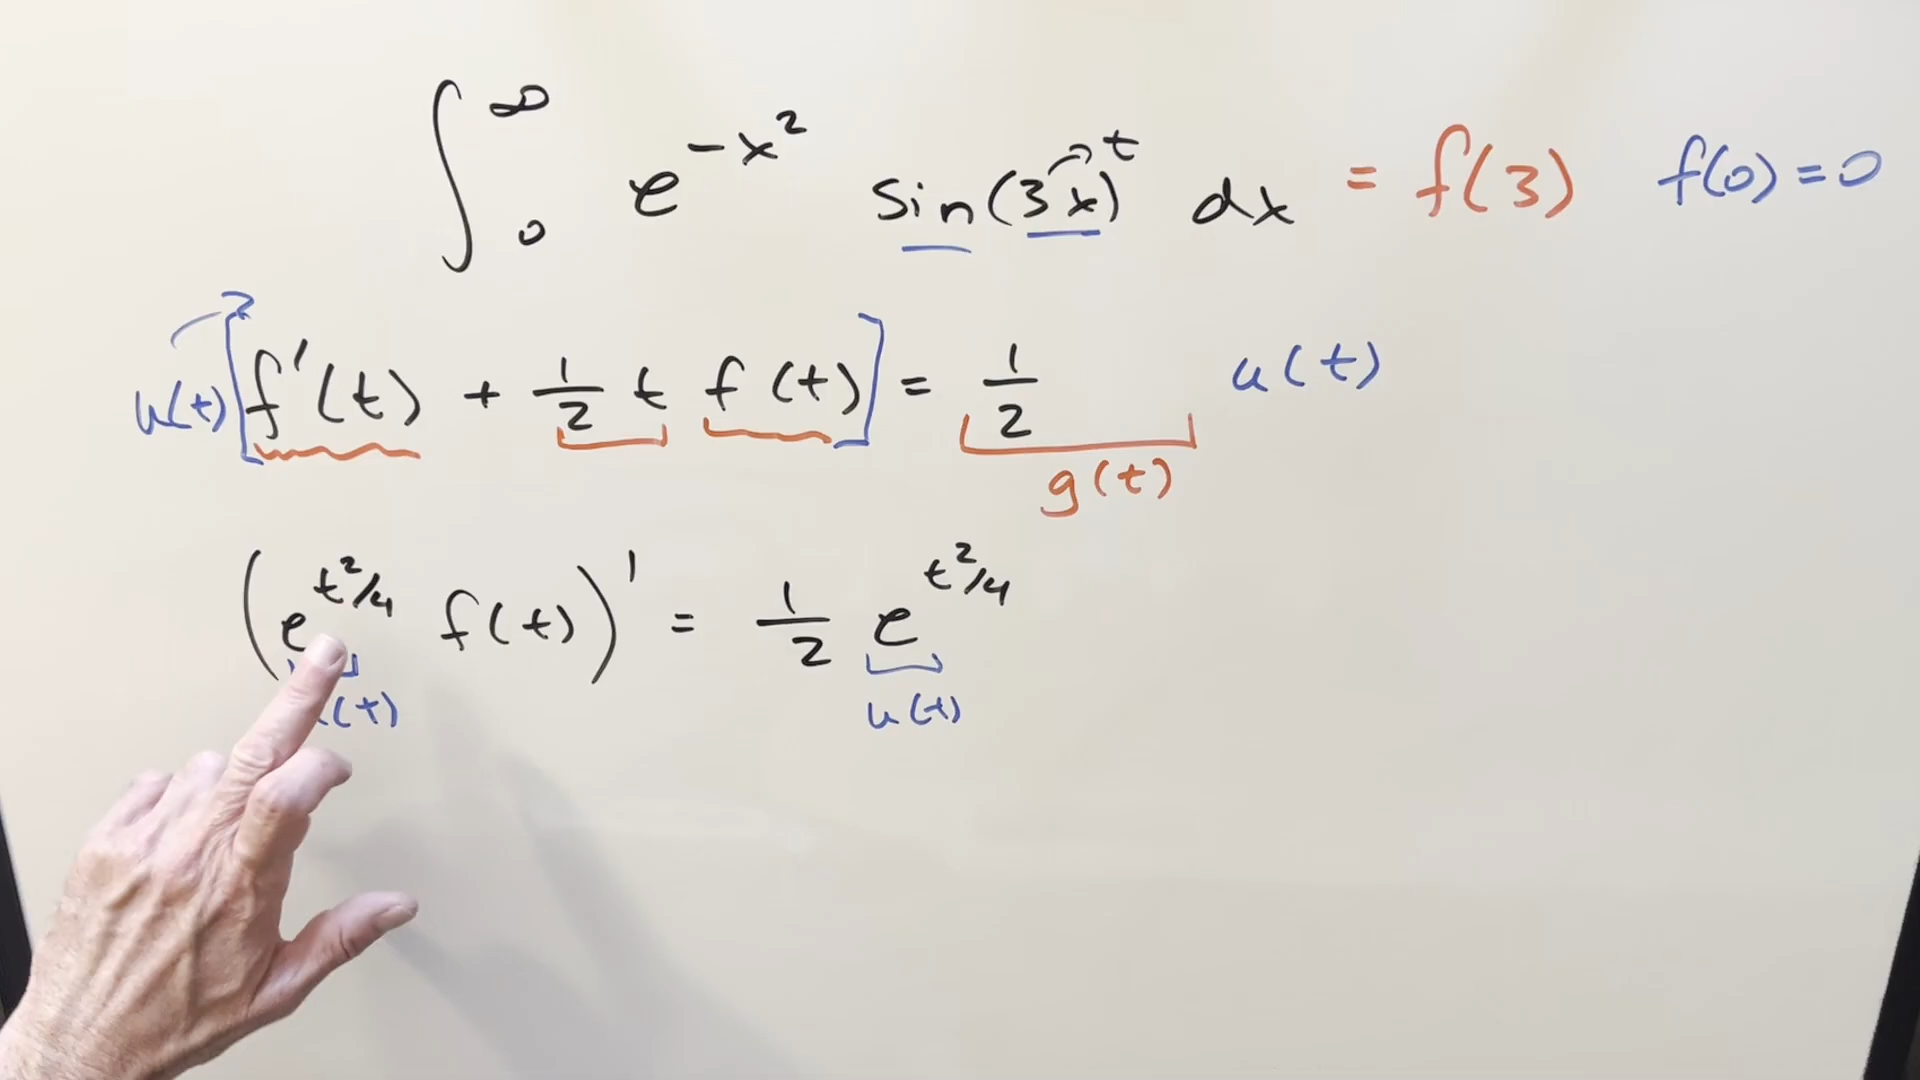 ∫₀^∞ e^(-x²) sin(3x) t dx = f(3) f(0) = 0
u(t) [f'(t) + 1/2 t f(t)] = 1/2 u(t)
g(t)
(e^(t²/4) f(t))' = 1/2 e^(t²/4)
(t) u(t)